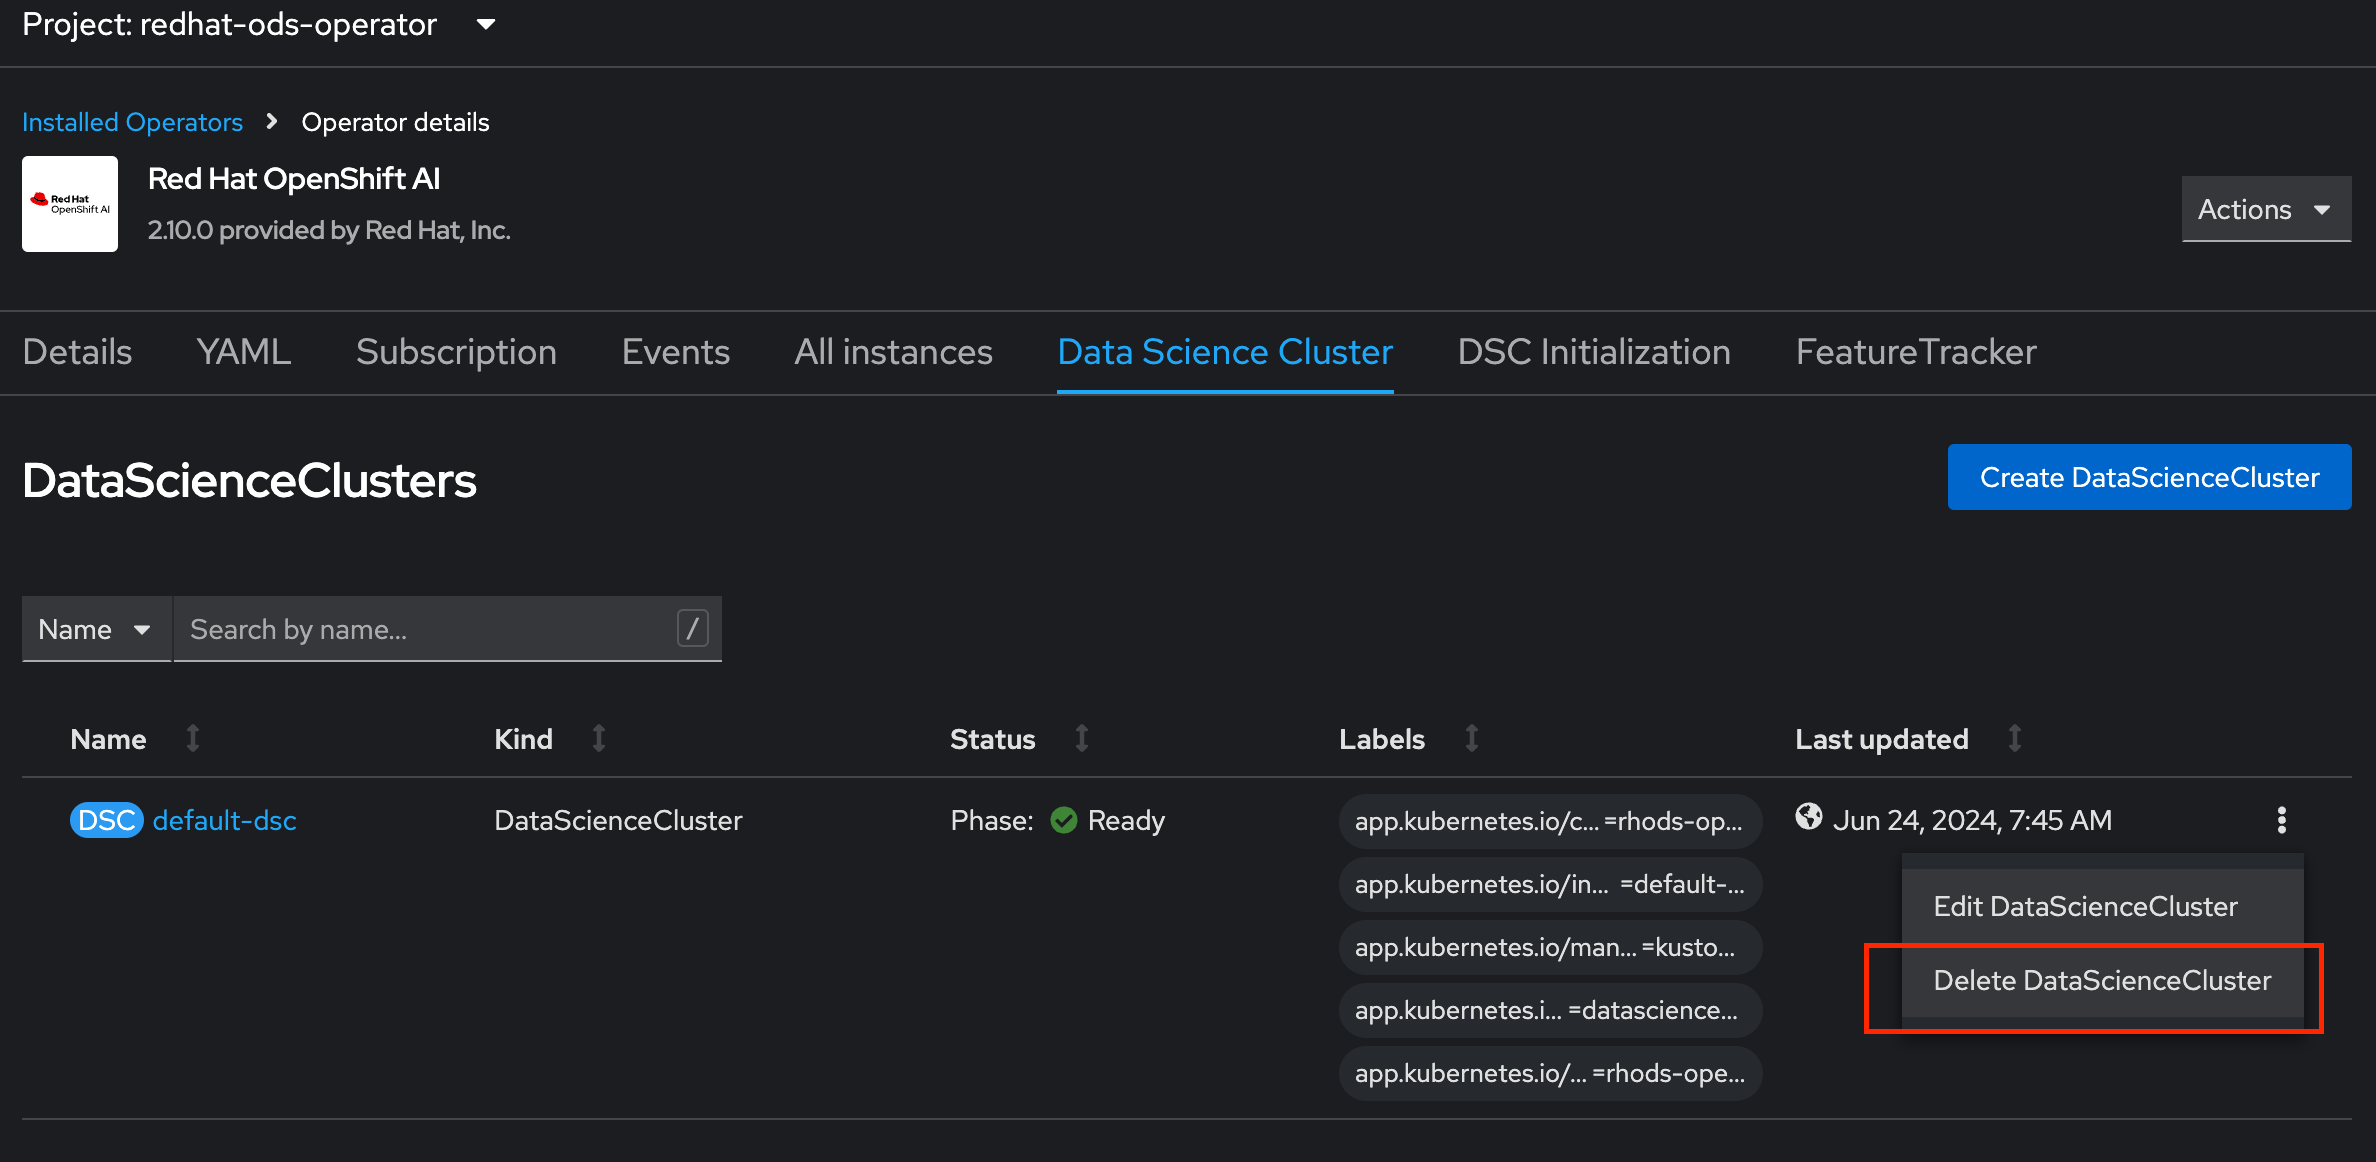 Project: redhat-ods-operator
Installed Operators > Operator details
Red Hat
OpenShift AI
Red Hat OpenShift AI
2.10.0 provided by Red Hat, Inc.
Actions
Details YAML Subscription Events All instances Data Science Cluster DSC Initialization FeatureTracker
DataScienceClusters
Create DataScienceCluster
Name Search by name... /
Name Kind Status Labels Last updated
DSC default-dsc DataScienceCluster Phase: Ready app.kubernetes.io/c... =rhods-op... Jun 24, 2024, 7:45 AM
app.kubernetes.io/in... =default-...
Edit DataScienceCluster
app.kubernetes.io/man... =kusto...
Delete DataScienceCluster
app.kubernetes.i... =datascience...
app.kubernetes.io/... =rhods-ope...